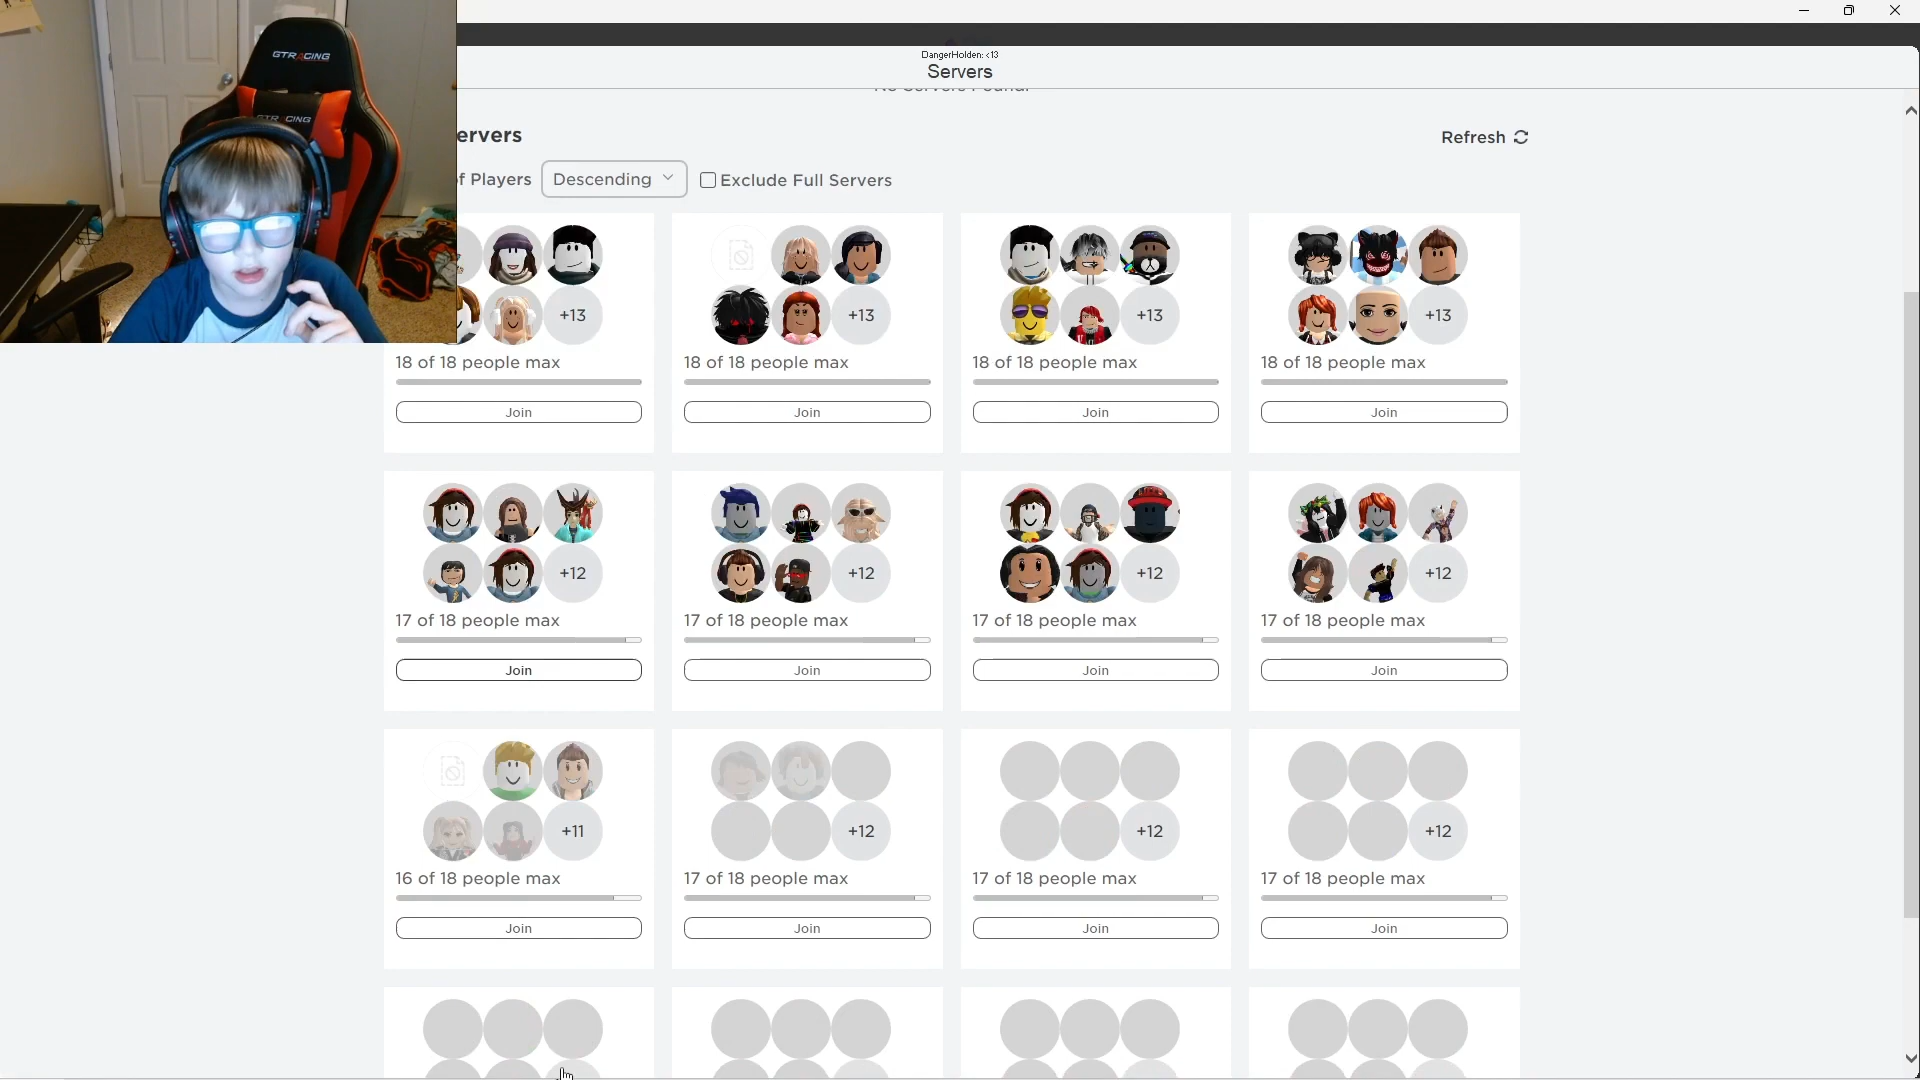 GTRACING
GTRACING
DangerHolden: <13
Servers
ervers
Refresh
f Players
Descending
Exclude Full Servers
+13
+13
+13
+13
18 of 18 people max
18 of 18 people max
18 of 18 people max
18 of 18 people max
Join
Join
Join
Join
+12
+12
+12
+12
17 of 18 people max
17 of 18 people max
17 of 18 people max
17 of 18 people max
Join
Join
Join
Join
+11
+12
+12
+12
16 of 18 people max
17 of 18 people max
17 of 18 people max
17 of 18 people max
Join
Join
Join
Join